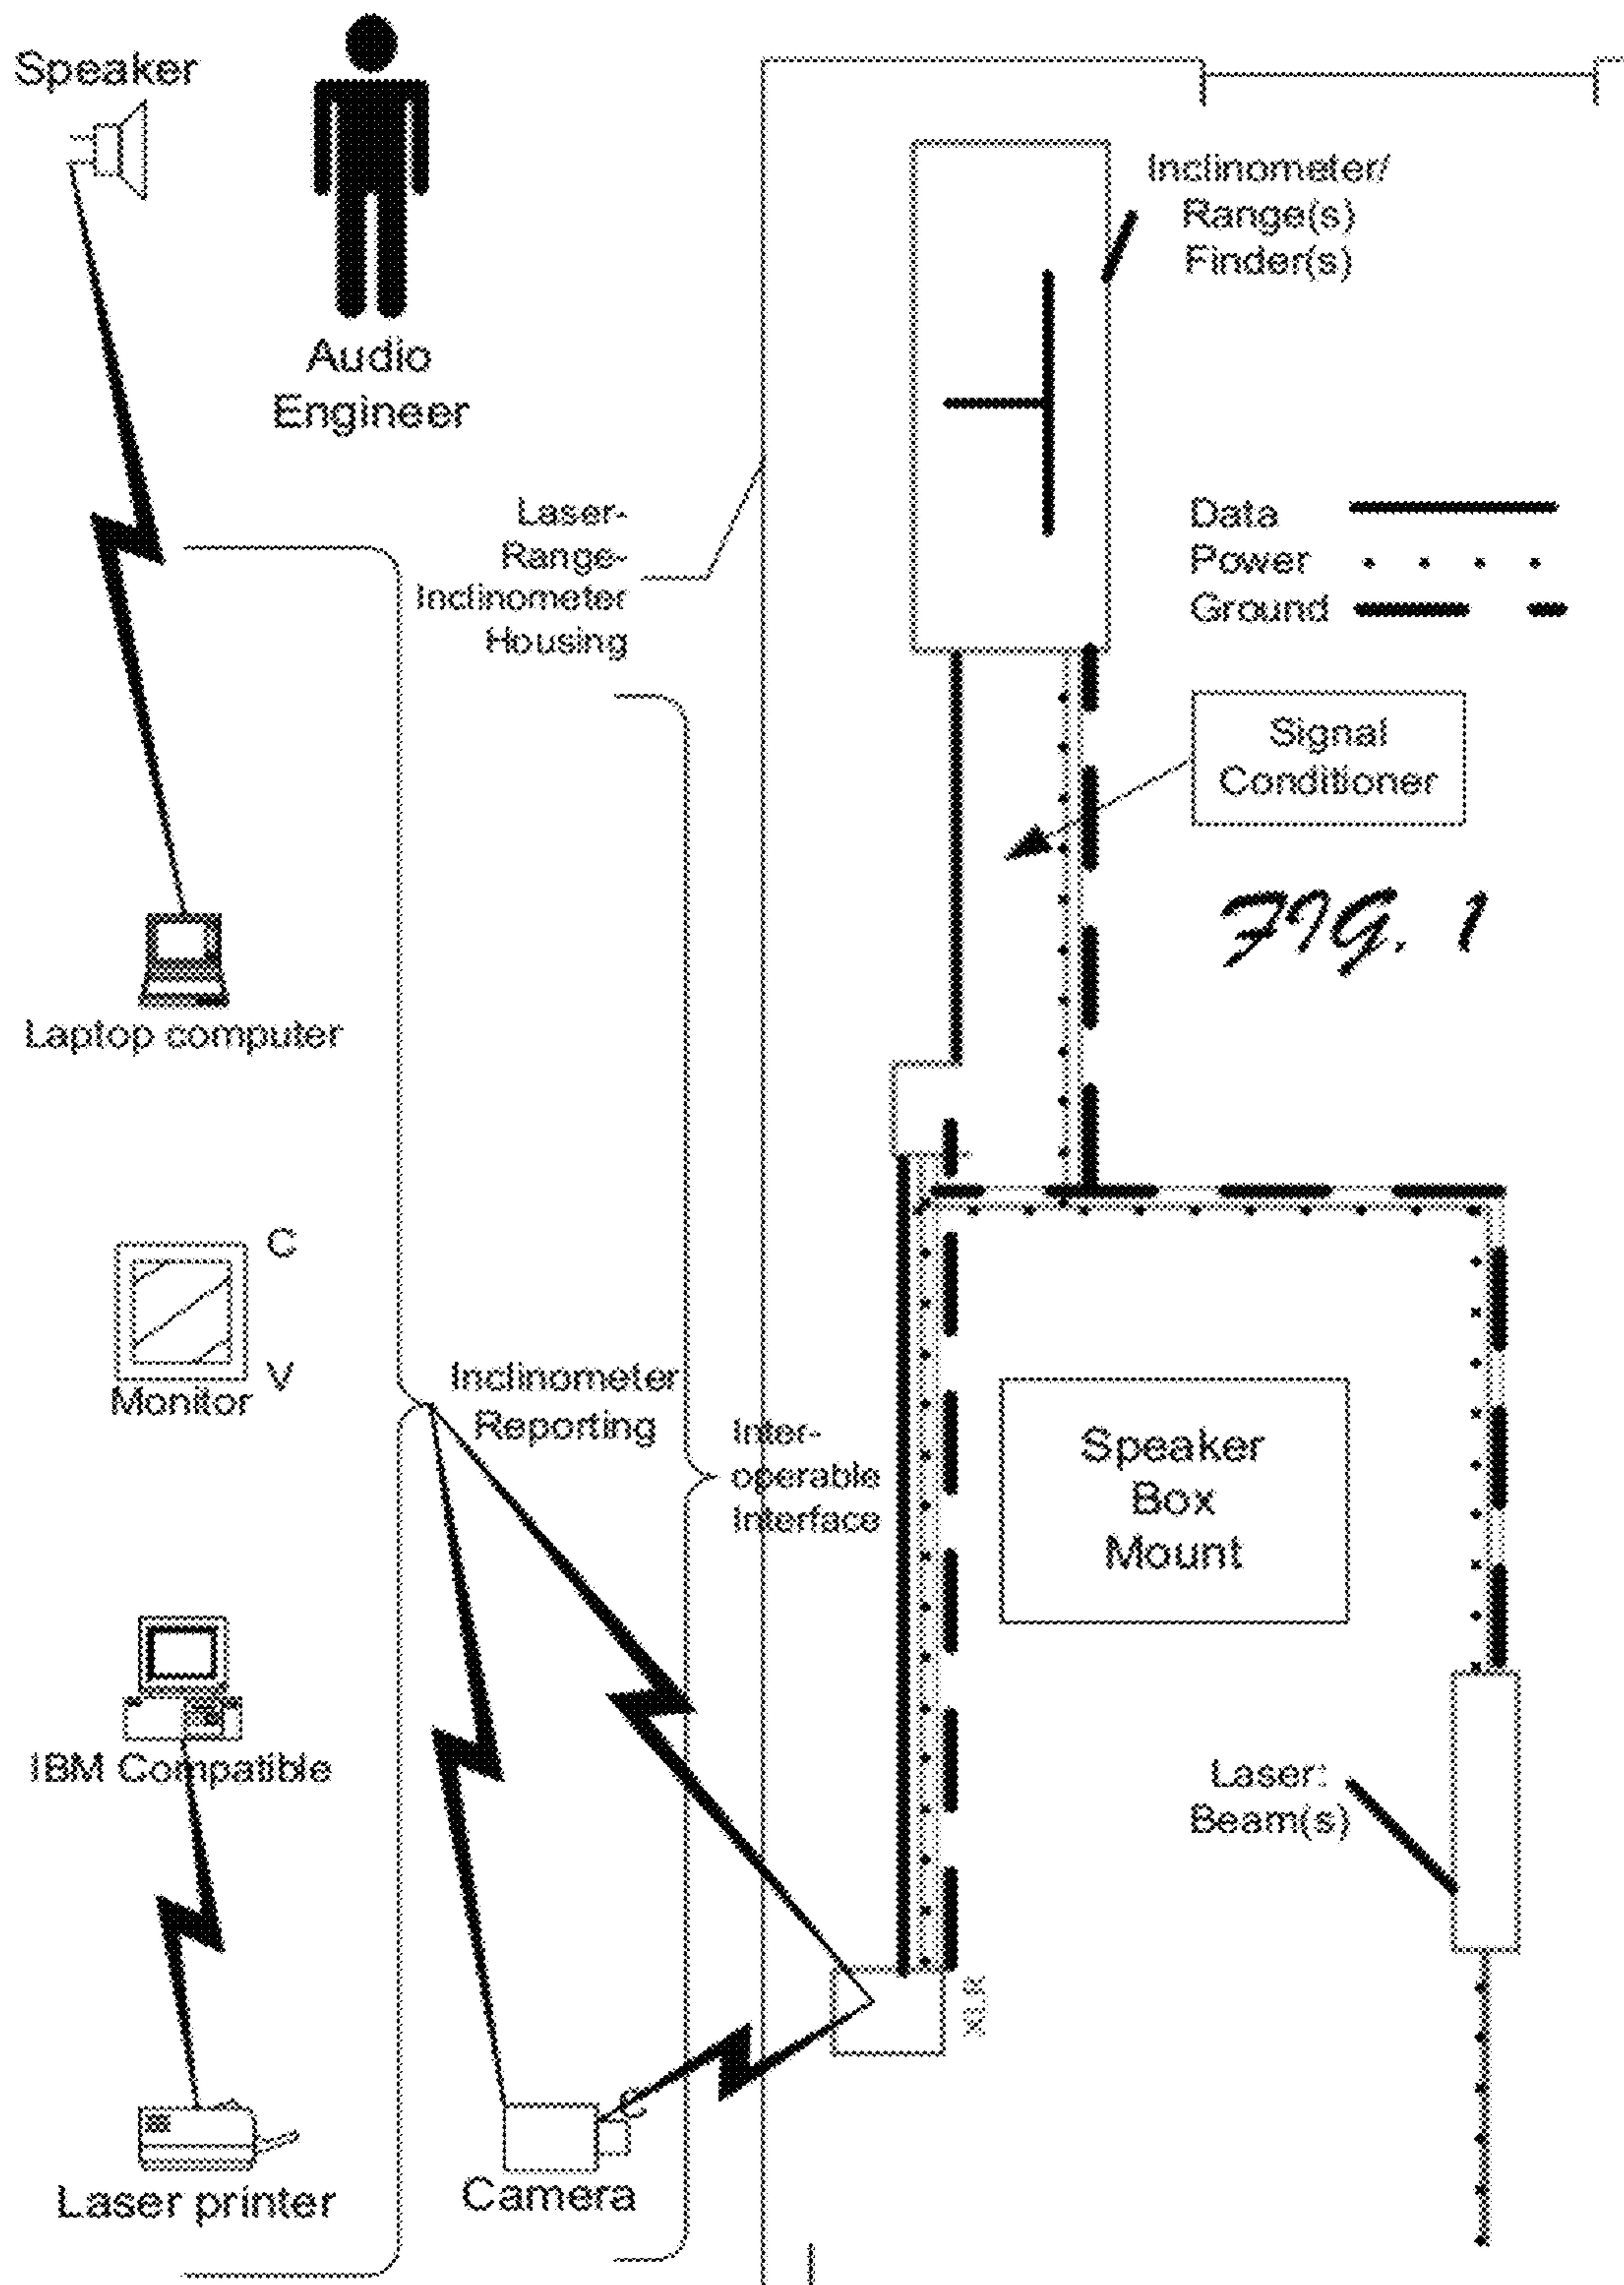 Speaker
Audio
Engineer
Inclinometer/
Range(s)
Finder(s)
Laser-
Range-
Inclinometer
Housing
Data
Power
Ground
Signal
Conditioner
FIG. 1
Laptop computer
C
V
Monitor
Inclinometer
Reporting
Inter-
operable
Interface
Speaker
Box
Mount
IBM Compatible
Laser:
Beam(s)
XLR
C
Camera
Laser printer